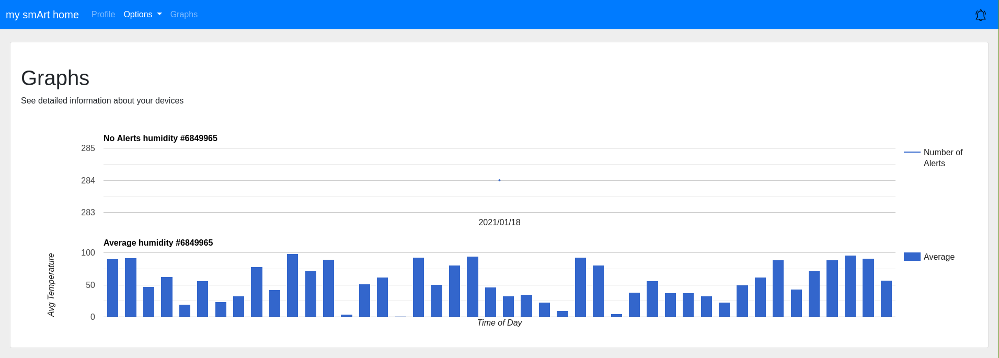 my smArt home Profile Options Graphs
Graphs
See detailed information about your devices
No Alerts humidity #6849965
285
284
283
2021/01/18
Number of
Alerts
Average humidity #6849965
Avg Temperature
100
50
0
Time of Day
Average